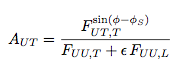 A_{UT} = \frac{F_{UT,T}^{\sin(\phi-\phi_S)}}{F_{UU,T} + \epsilon F_{UU,L}}